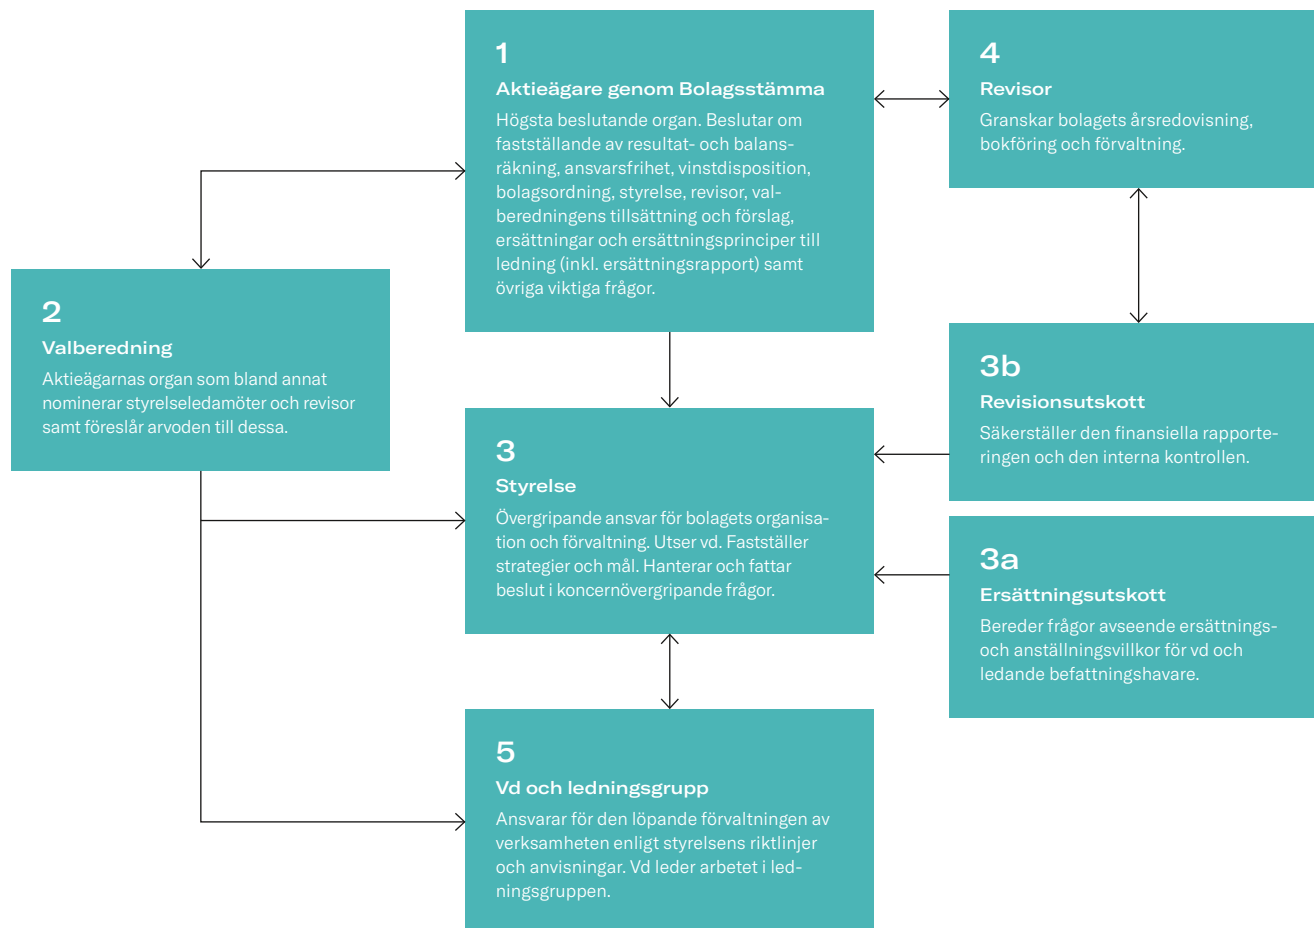 1
Aktieägare genom Bolagsstämma
Högsta beslutande organ. Beslutar om
fastställande av resultat- och balans-
räkning, ansvarsfrihet, vinstdisposition,
bolagsordning, styrelse, revisor, val-
beredningens tillsättning och förslag,
ersättningar och ersättningsprinciper till
ledning (inkl. ersättningsrapport) samt
övriga viktiga frågor.
4
Revisor
Granskar bolagets årsredovisning,
bokföring och förvaltning.
2
Valberedning
Aktieägarnas organ som bland annat
nominerar styrelseledamöter och revisor
samt föreslår arvoden till dessa.
3b
Revisionsutskott
Säkerställer den finansiella rapporte-
ringen och den interna kontrollen.
3
Styrelse
Övergripande ansvar för bolagets organisa-
tion och förvaltning. Utser vd. Fastställer
strategier och mål. Hanterar och fattar
beslut i koncernövergripande frågor.
3a
Ersättningsutskott
Bereder frågor avseende ersättnings-
och anställningsvillkor för vd och
ledande befattningshavare.
5
Vd och ledningsgrupp
Ansvarar för den löpande förvaltningen av
verksamheten enligt styrelsens riktlinjer
och anvisningar. Vd leder arbetet i led-
ningsgruppen.